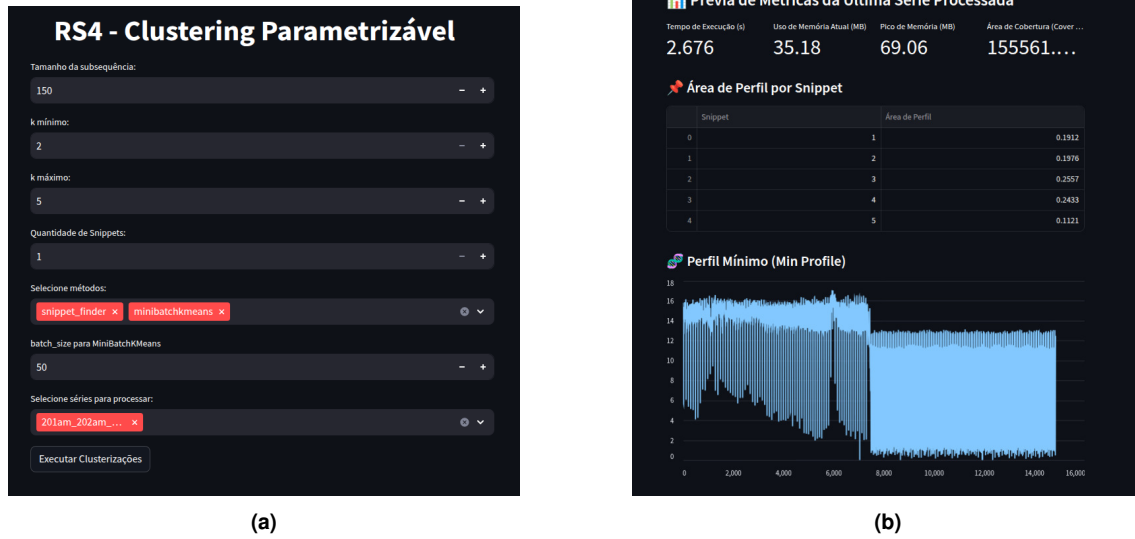 RS4 - Clustering Parametrizável
Tamanho da subsequência:
150
k mínimo:
2
k máximo:
5
Quantidade de Snippets:
1
Selecione métodos:
snippet_finder × minibatchkmeans ×
batch_size para MiniBatchKMeans
50
Selecione séries para processar:
201am_202am_... ×
Executar Clusterizações
(a)
Prévia de Métricas da Última Série Processada
Tempo de Execução (s) Uso de Memória Atual (MB) Pico de Memória (MB) Área de Cobertura (Cover ...
2.676 35.18 69.06 155561....
Área de Perfil por Snippet
Snippet Área de Perfil
0 1 0.1912
1 2 0.1976
2 3 0.2557
3 4 0.2433
4 5 0.1121
Perfil Mínimo (Min Profile)
18
16
14
12
10
8
6
4
2
0
0 2,000 4,000 6,000 8,000 10,000 12,000 14,000 16,000
(b)